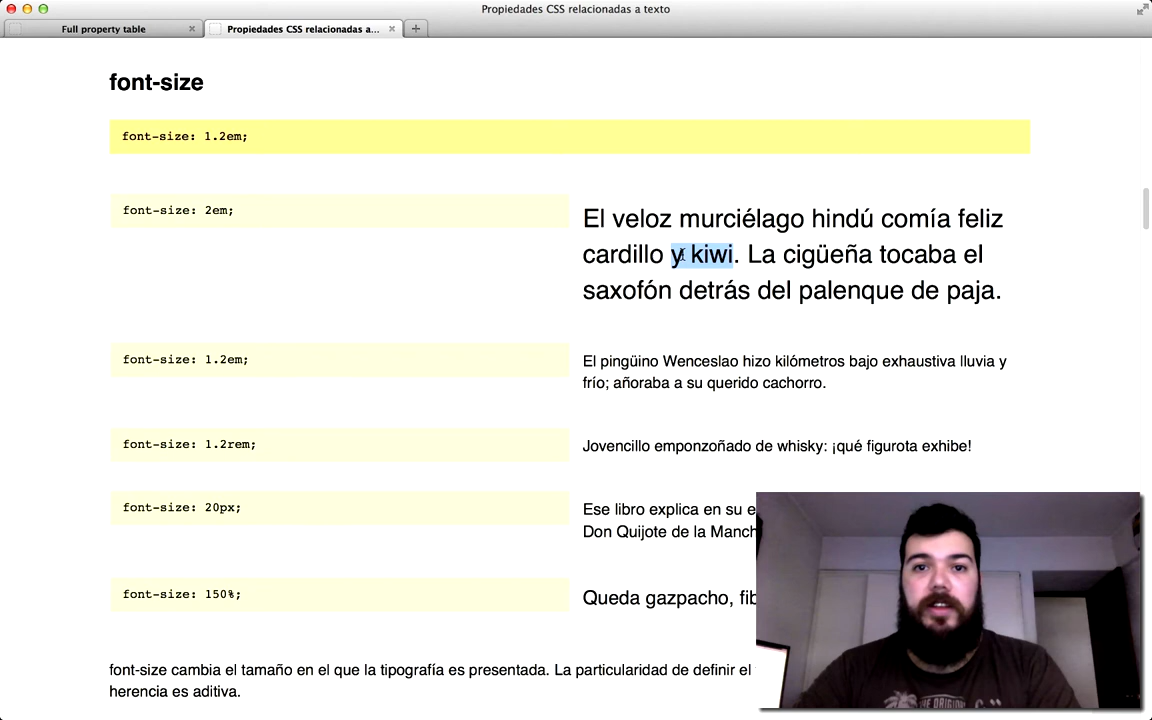 Propiedades CSS relacionadas a texto
Full property table
Propiedades CSS relacionadas a...
font-size
font-size: 1.2em;
font-size: 2em;
El veloz murciélago hindú comía feliz
cardillo y kiwi. La cigüeña tocaba el
saxofón detrás del palenque de paja.
font-size: 1.2em;
El pingüino Wenceslao hizo kilómetros bajo exhaustiva lluvia y
frío; añoraba a su querido cachorro.
font-size: 1.2rem;
Jovencillo emponzoñado de whisky: ¡qué figurota exhibe!
font-size: 20px;
Ese libro explica en su
Don Quijote de la
font-size: 150%;
Queda gazpacho,
font-size cambia el tamaño en el que la tipografía es presentada. La particularidad de definir el
herencia es aditiva.
THE ORIGINAL